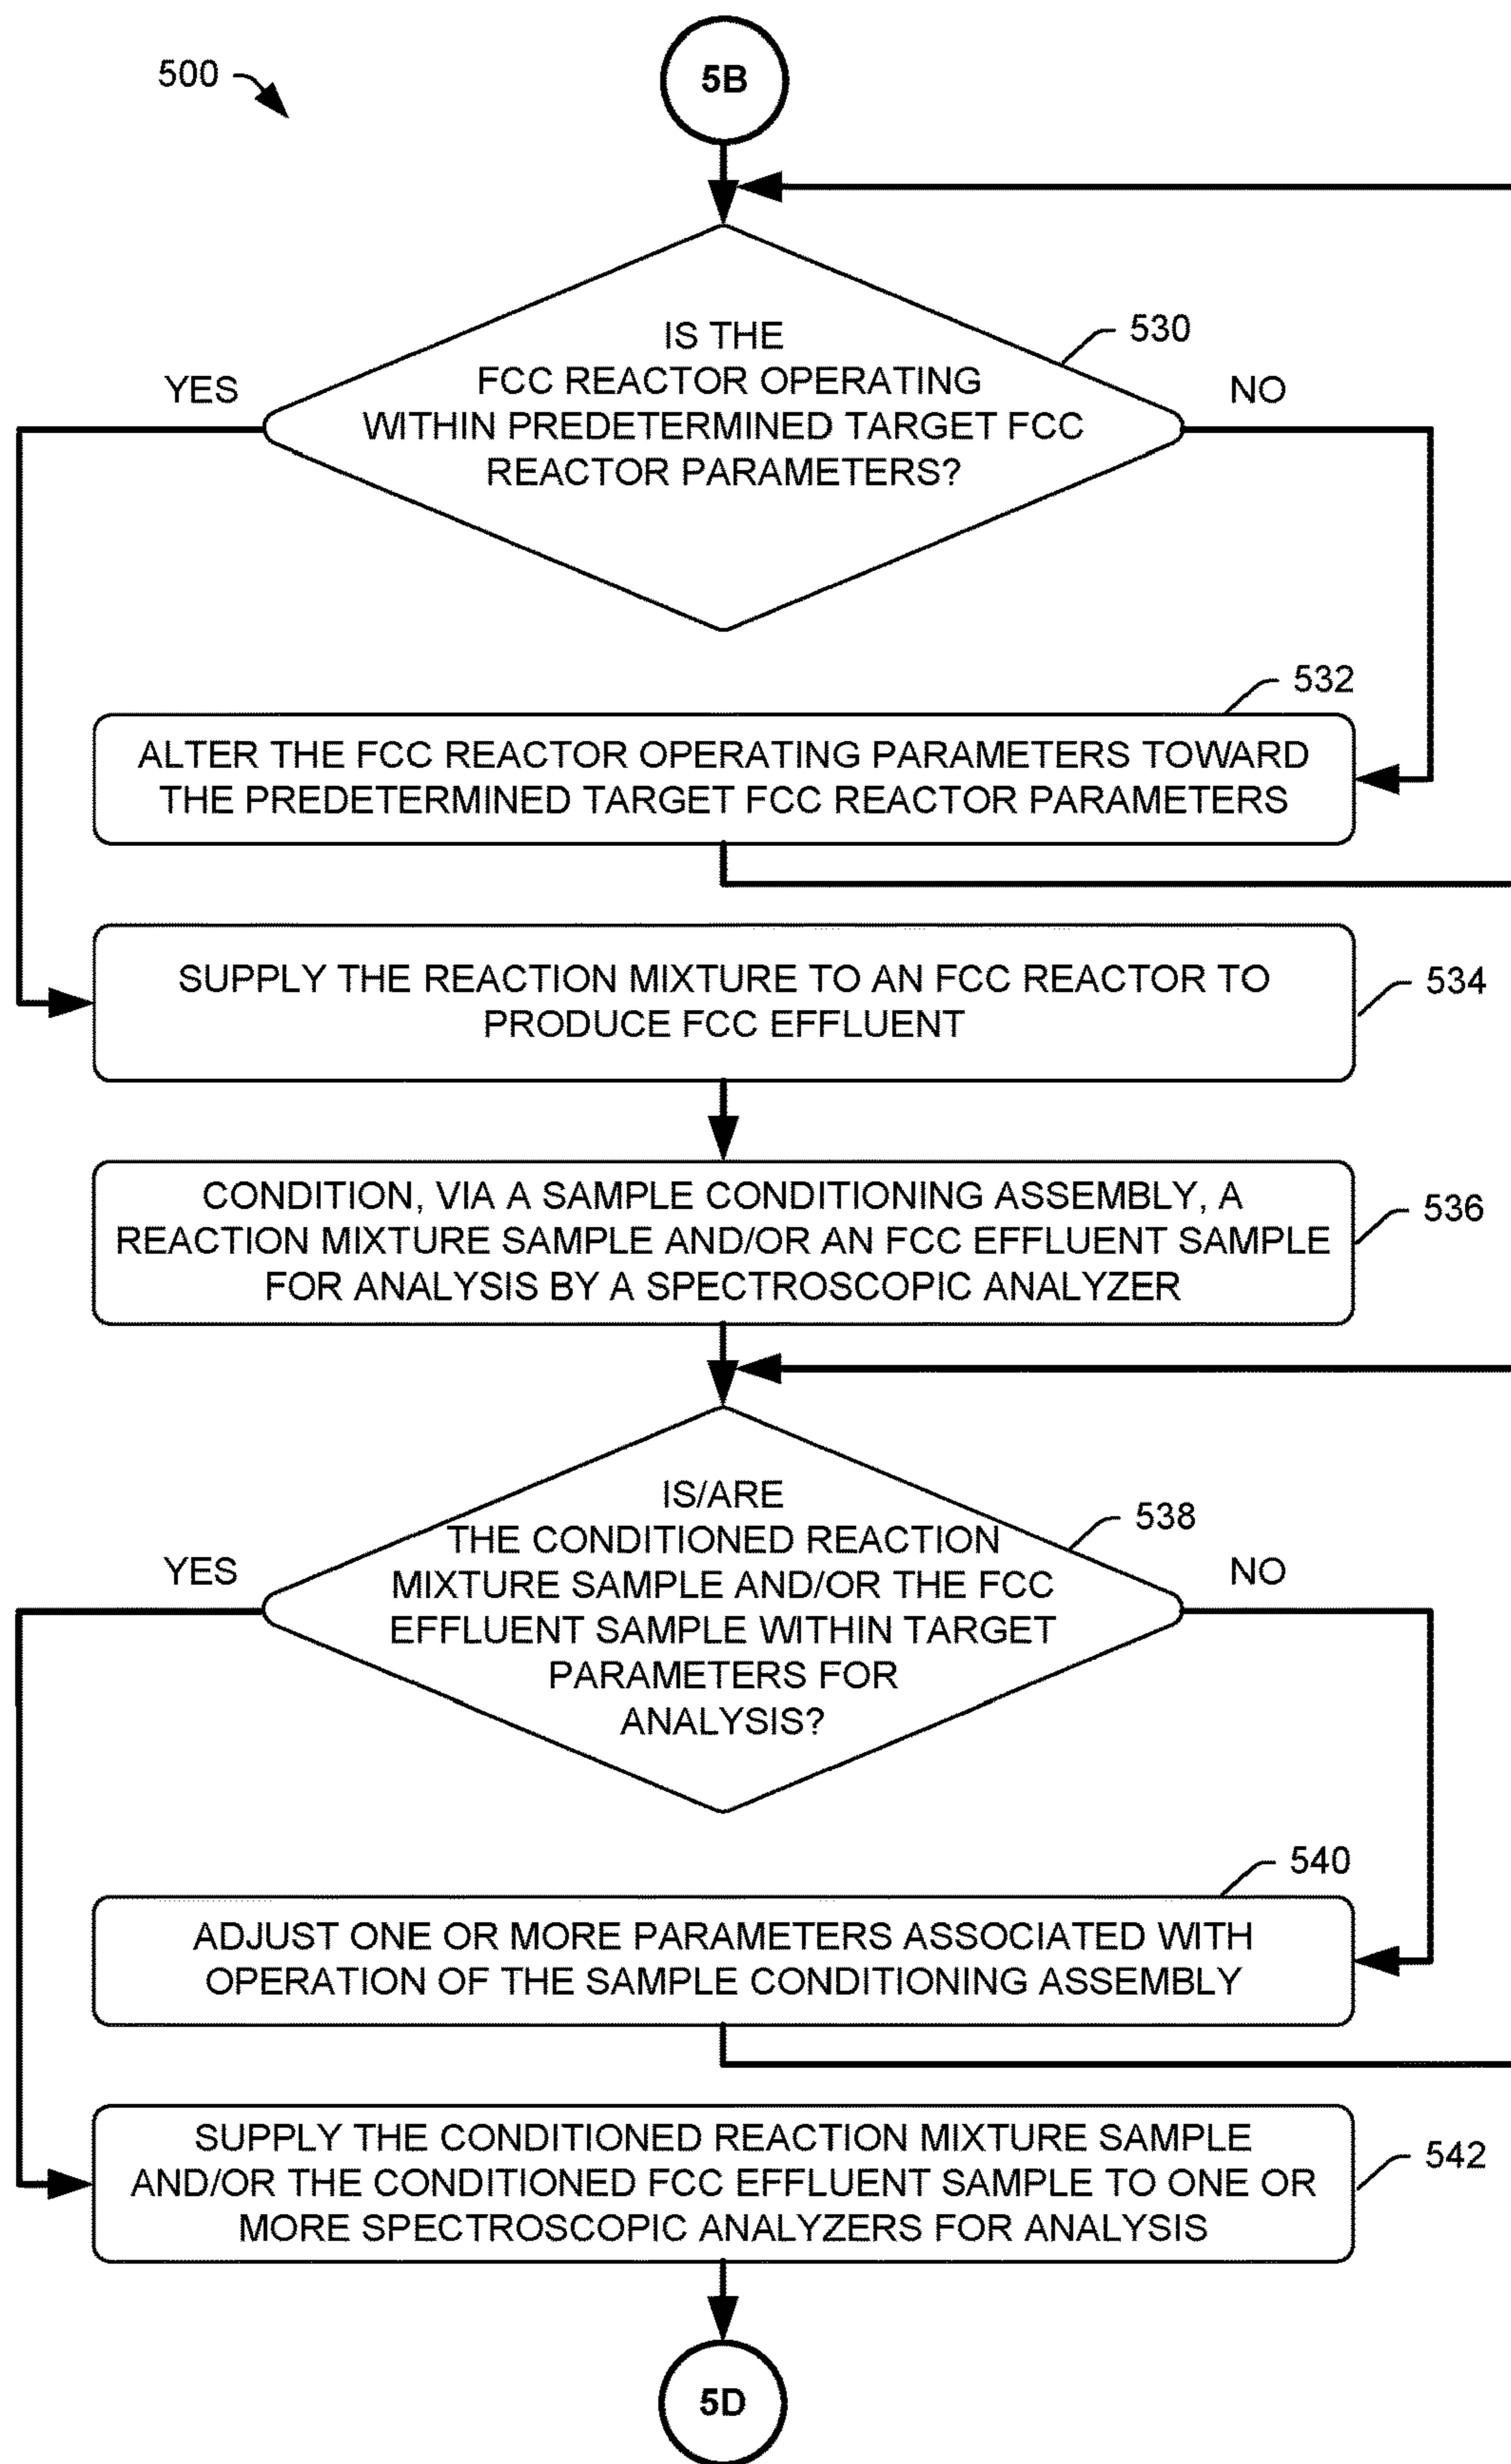 500
5B
IS THE
FCC REACTOR OPERATING
WITHIN PREDETERMINED TARGET FCC
REACTOR PARAMETERS?
530
YES
NO
532
ALTER THE FCC REACTOR OPERATING PARAMETERS TOWARD
THE PREDETERMINED TARGET FCC REACTOR PARAMETERS
SUPPLY THE REACTION MIXTURE TO AN FCC REACTOR TO
PRODUCE FCC EFFLUENT
534
CONDITION, VIA A SAMPLE CONDITIONING ASSEMBLY, A
REACTION MIXTURE SAMPLE AND/OR AN FCC EFFLUENT SAMPLE
FOR ANALYSIS BY A SPECTROSCOPIC ANALYZER
536
IS/ARE
THE CONDITIONED REACTION
MIXTURE SAMPLE AND/OR THE FCC
EFFLUENT SAMPLE WITHIN TARGET
PARAMETERS FOR
ANALYSIS?
538
YES
NO
540
ADJUST ONE OR MORE PARAMETERS ASSOCIATED WITH
OPERATION OF THE SAMPLE CONDITIONING ASSEMBLY
SUPPLY THE CONDITIONED REACTION MIXTURE SAMPLE
AND/OR THE CONDITIONED FCC EFFLUENT SAMPLE TO ONE OR
MORE SPECTROSCOPIC ANALYZERS FOR ANALYSIS
542
5D